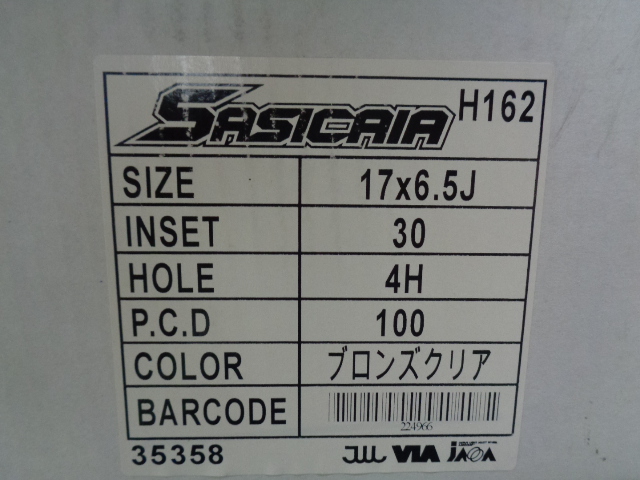 SASICAIA H162
SIZE 17x6.5J
INSET 30
HOLE 4H
P.C.D 100
COLOR ブロンズクリア
BARCODE 224966
35358 JWL VIA JAWA